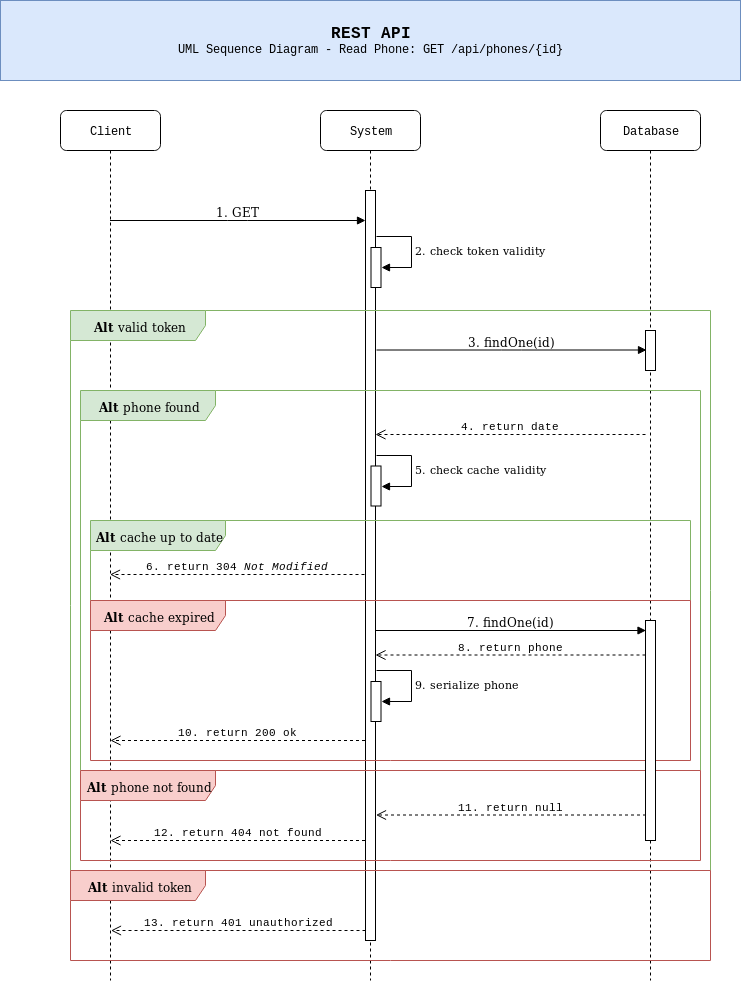 REST API
UML Sequence Diagram - Read Phone: GET /api/phones/{id}
Client
System
Database
1. GET
2. check token validity
Alt valid token
3. findOne(id)
Alt phone found
4. return date
5. check cache validity
Alt cache up to date
6. return 304 Not Modified
Alt cache expired
7. findOne(id)
8. return phone
9. serialize phone
10. return 200 ok
Alt phone not found
11. return null
12. return 404 not found
Alt invalid token
13. return 401 unauthorized